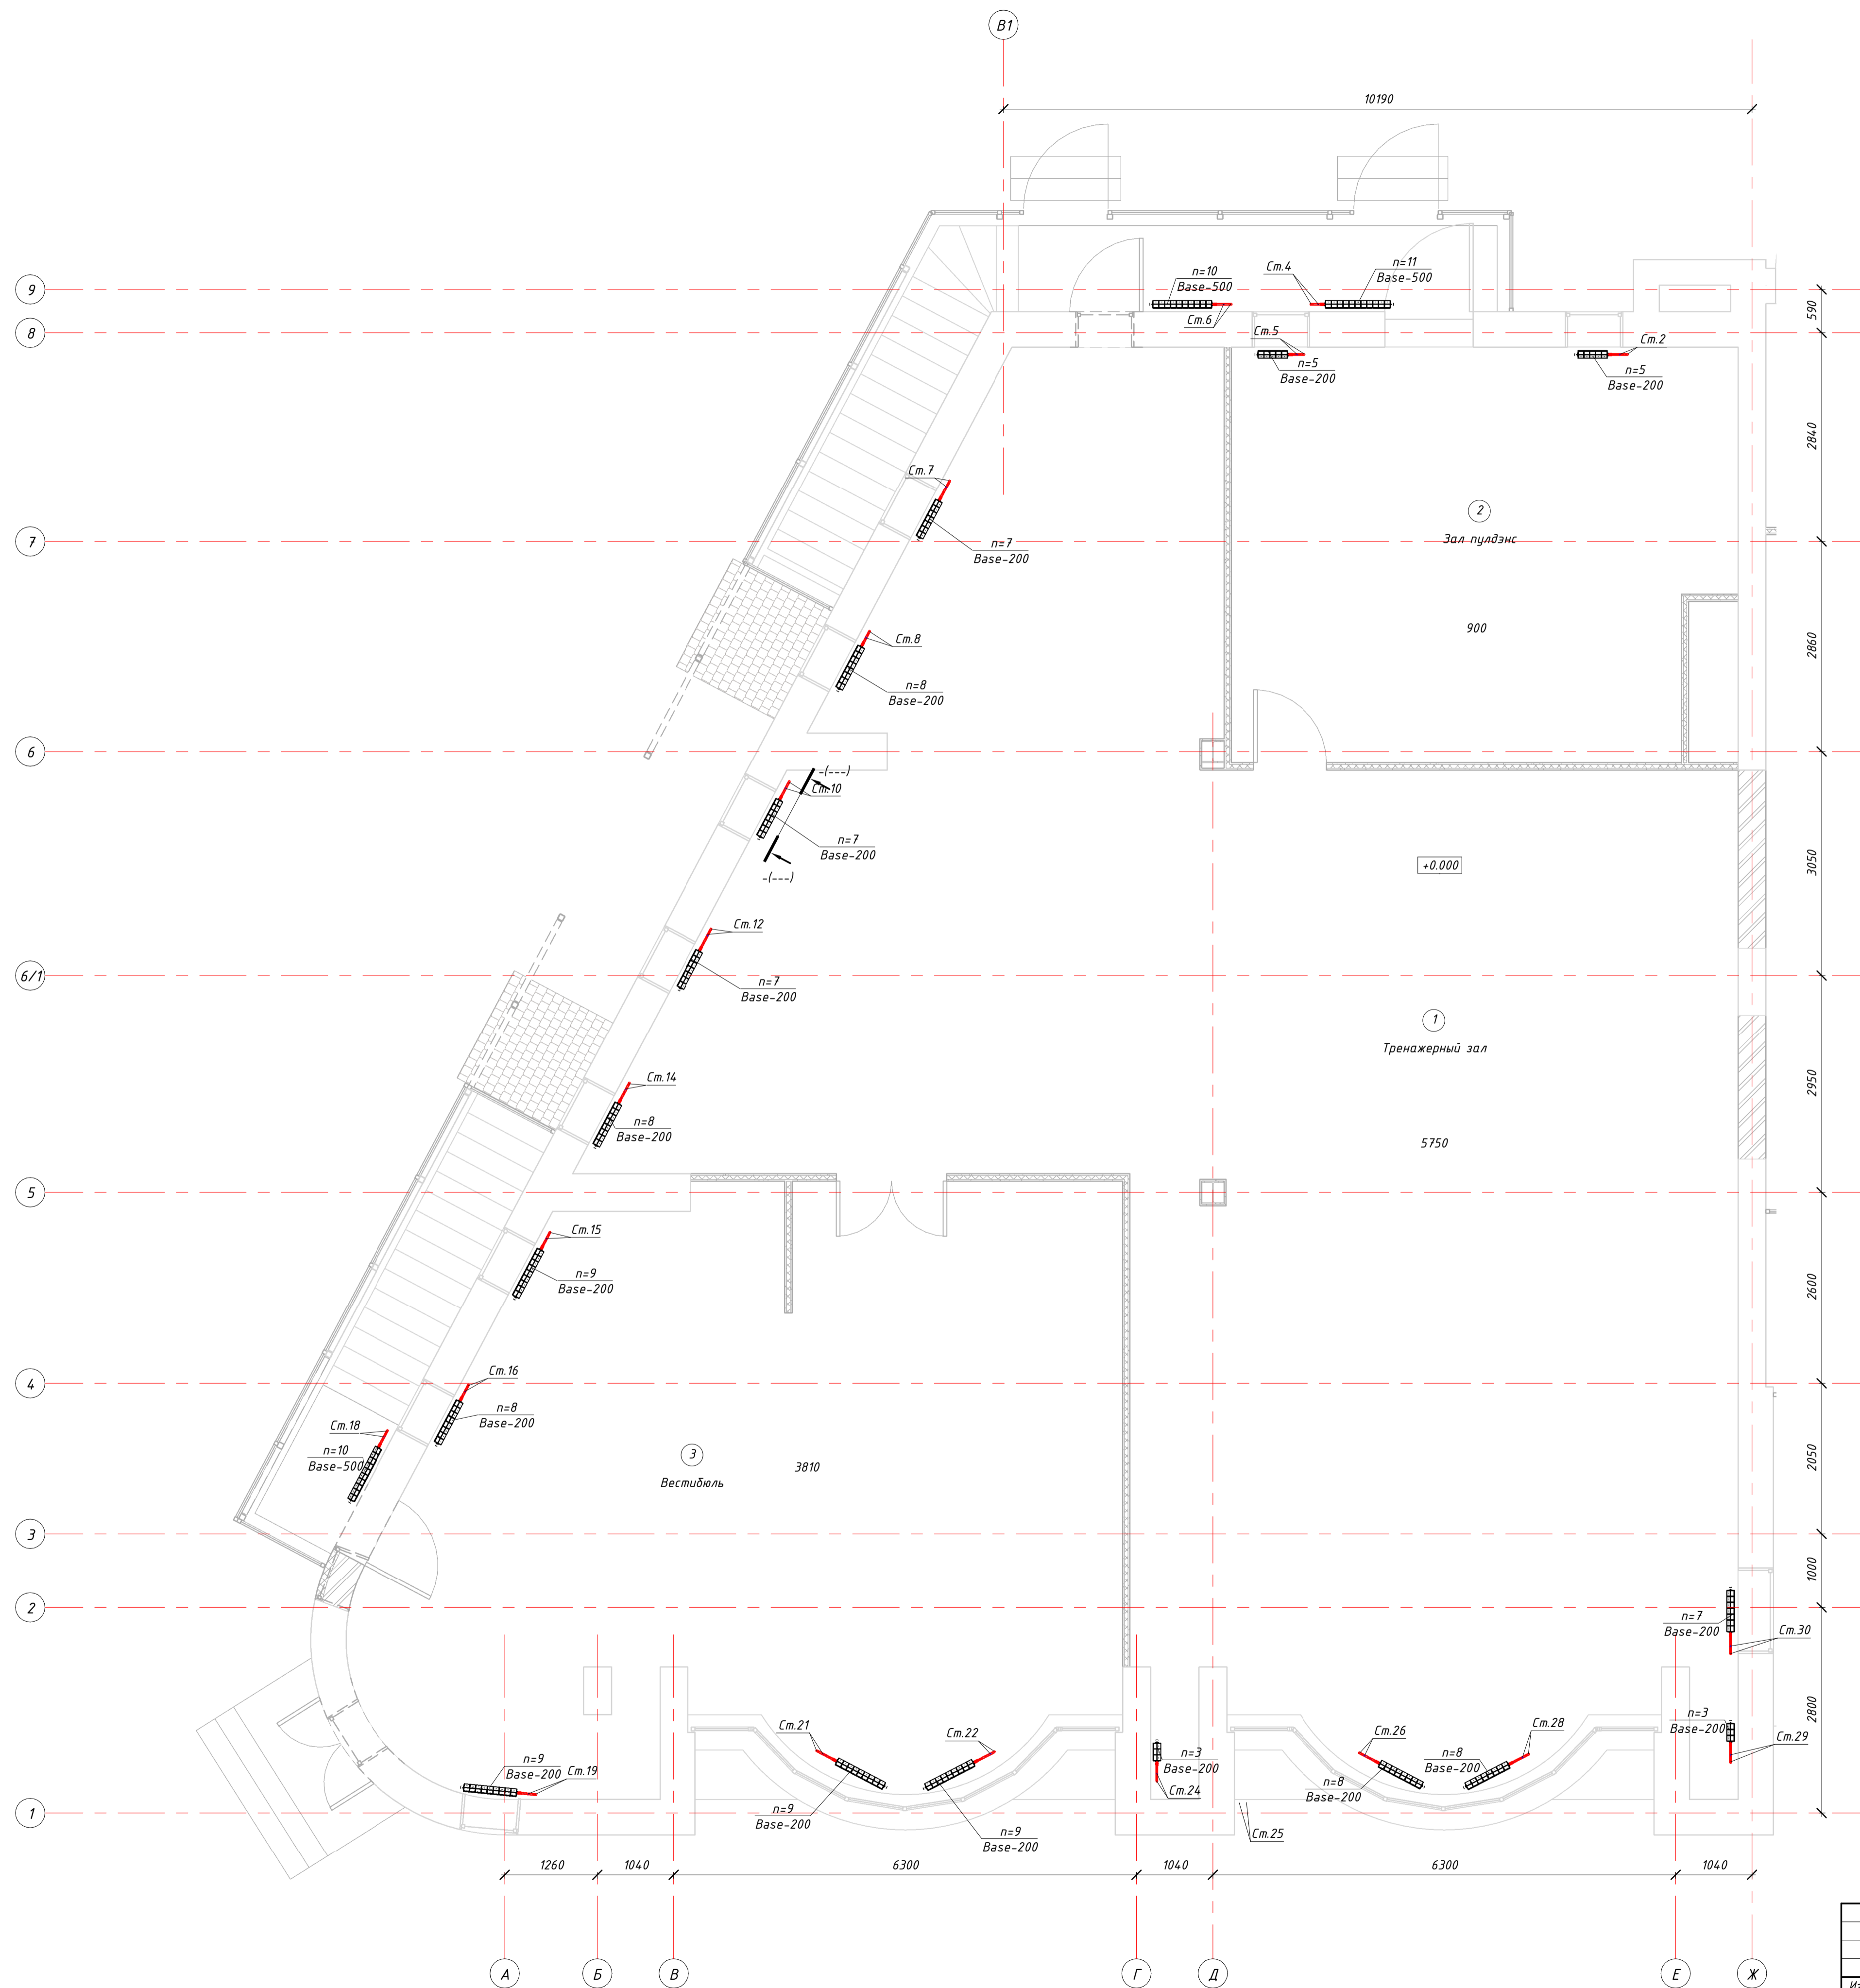 В1
10190
n=10
Base-500
Ст.4
n=11
Base-500
9
Ст.6
590
8
Ст.5
Ст.2
n=5
Base-200
n=5
Base-200
2840
Ст.7
2
Зал пулдэнс
7
n=7
Base-200
900
Ст.8
2860
n=8
Base-200
6
-(---)
Ст.10
n=7
Base-200
-(---)
+0.000
3050
Ст.12
6/1
n=7
Base-200
1
Тренажерный зал
Ст.14
2950
n=8
Base-200
5750
5
Ст.15
n=9
Base-200
2600
Ст.16
4
n=8
Base-200
Ст.18
n=10
Base-500
3
Вестибюль
3810
2050
3
1000
2
n=7
Base-200
Ст.30
Ст.21
Ст.22
Ст.26
Ст.28
n=3
Base-200
2800
Ст.29
n=9
Base-200
Ст.19
n=3
Base-200
Ст.24
n=8
Base-200
n=8
Base-200
n=9
Base-200
n=9
Base-200
Ст.25
1
1260
1040
6300
1040
6300
1040
А
Б
В
Г
Д
Е
Ж